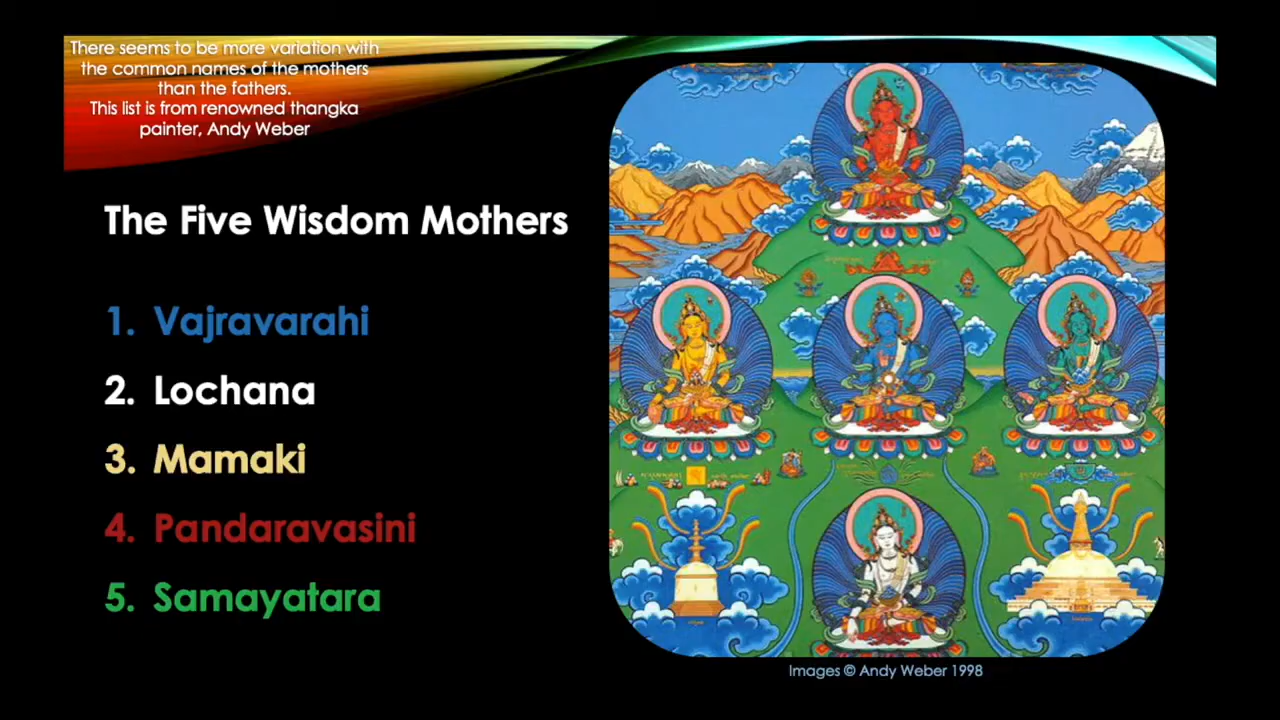 There seems to be more variation with
the common names of the mothers
than the fathers.
This list is from renowned thangka
painter, Andy Weber
The Five Wisdom Mothers
1. Vajravarahi
2. Lochana
3. Mamaki
4. Pandaravasini
5. Samayatara
Images © Andy Weber 1998